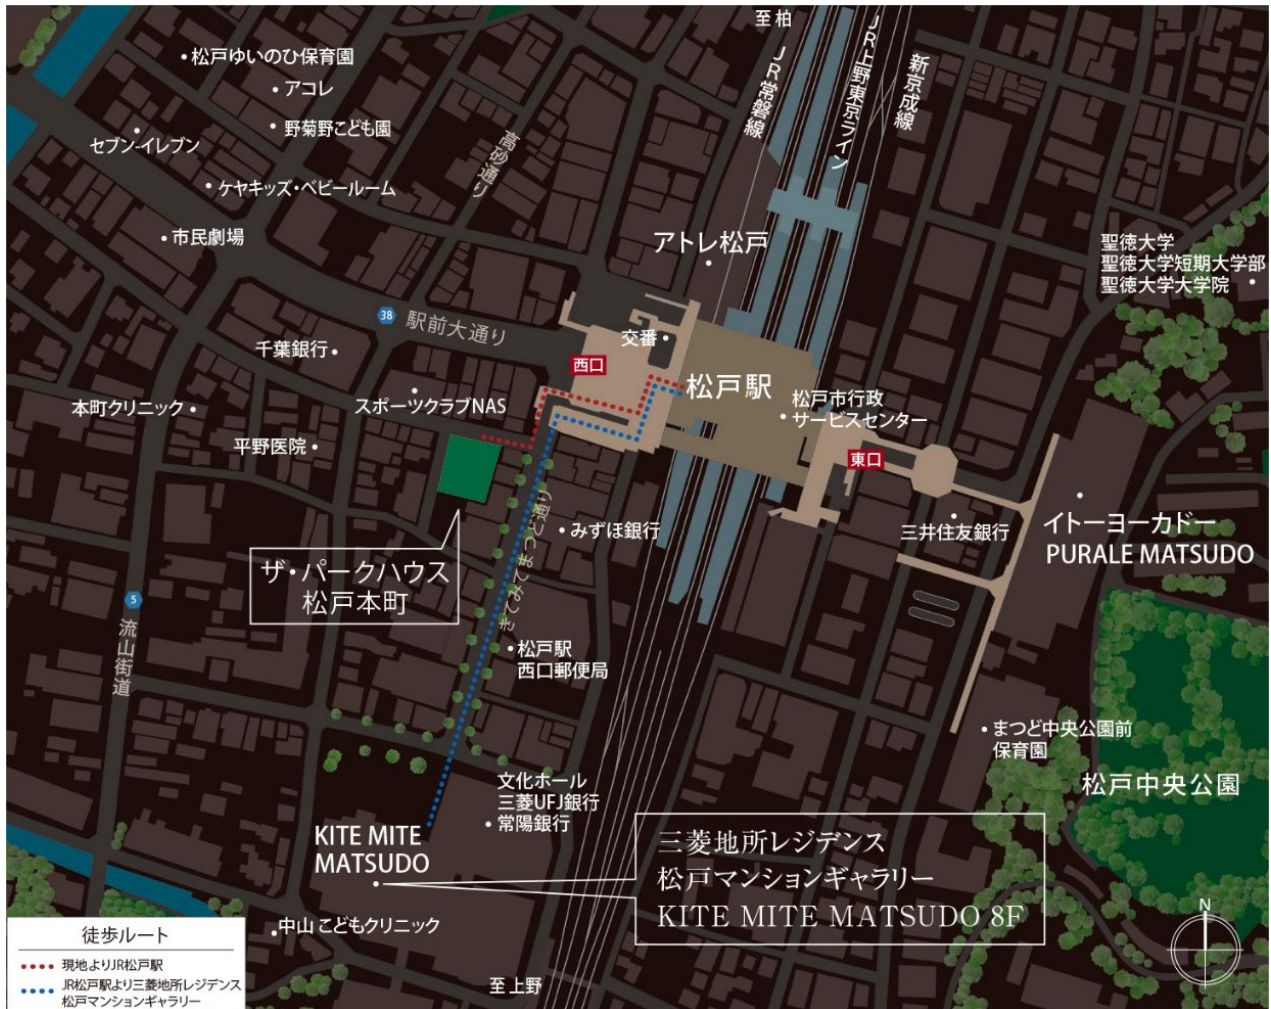 至柏
JR常磐線
JR上野東京ライン
新京成線
松戸ゆいのひ保育園
アコレ
野菊野こども園
セブン-イレブン
ケヤキッズ・ベビールーム
高砂通り
市民劇場
アトレ松戸
聖徳大学
聖徳大学短期大学部
聖徳大学大学院
38
駅前大通り
交番
千葉銀行
西口
松戸駅
松戸市行政
サービスセンター
本町クリニック
スポーツクラブNAS
平野医院
東口
みずほ銀行
三井住友銀行
イトーヨーカドー
PURALE MATSUDO
ザ・パークハウス
松戸本町
きてみてまつど通り
5
流山街道
松戸駅
西口郵便局
まつど中央公園前
保育園
松戸中央公園
文化ホール
三菱UFJ銀行
常陽銀行
KITE MITE
MATSUDO
三菱地所レジデンス
松戸マンションギャラリー
KITE MITE MATSUDO 8F
中山こどもクリニック
至上野
N
徒歩ルート
現地よりJR松戸駅
JR松戸駅より三菱地所レジデンス
松戸マンションギャラリー